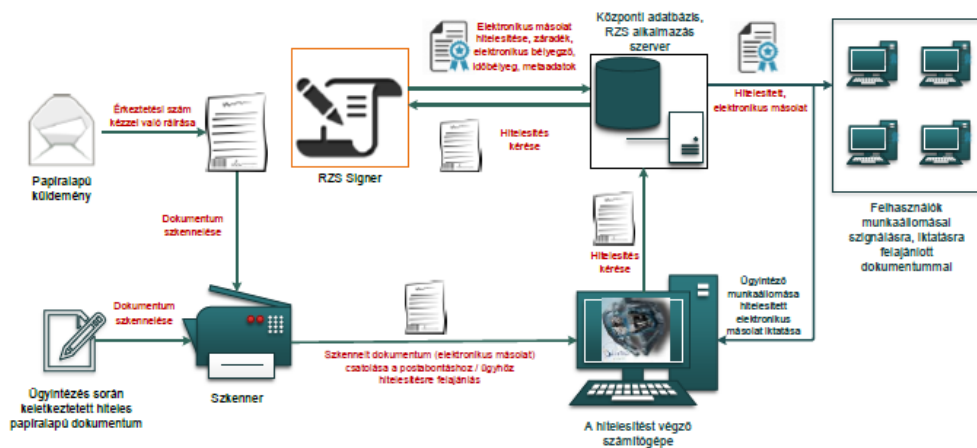 Elektronikus másolat
hitelesítése, záradék,
elektronikus bélyegző,
időbélyeg, metaadatok
Központi adatbázis,
RZS alkalmazás
szerver
Hitelesített,
elektronikus másolat
Érkeztetési szám
kézzel való ráírása
Papíralapú
küldemény
RZS Signer
Hitelesítés
kérése
Felhasználók
munkaállomásai
szignálásra, iktatásra
felajánlott
dokumentummal
Dokumentum
szkennelése
Hitelesítés
kérése
Ügyintéző
munkaállomása
hitelesített
elektronikus
másolat iktatása
Dokumentum
szkennelése
Szkennelt dokumentum (elektronikus másolat)
csatolása a postabontáshoz / ügyhöz
hitelesítésre felajánlás
Ügyintézés során
keletkeztetett hiteles
papíralapú dokumentum
Szkenner
A hitelesítést végző
számítógépe